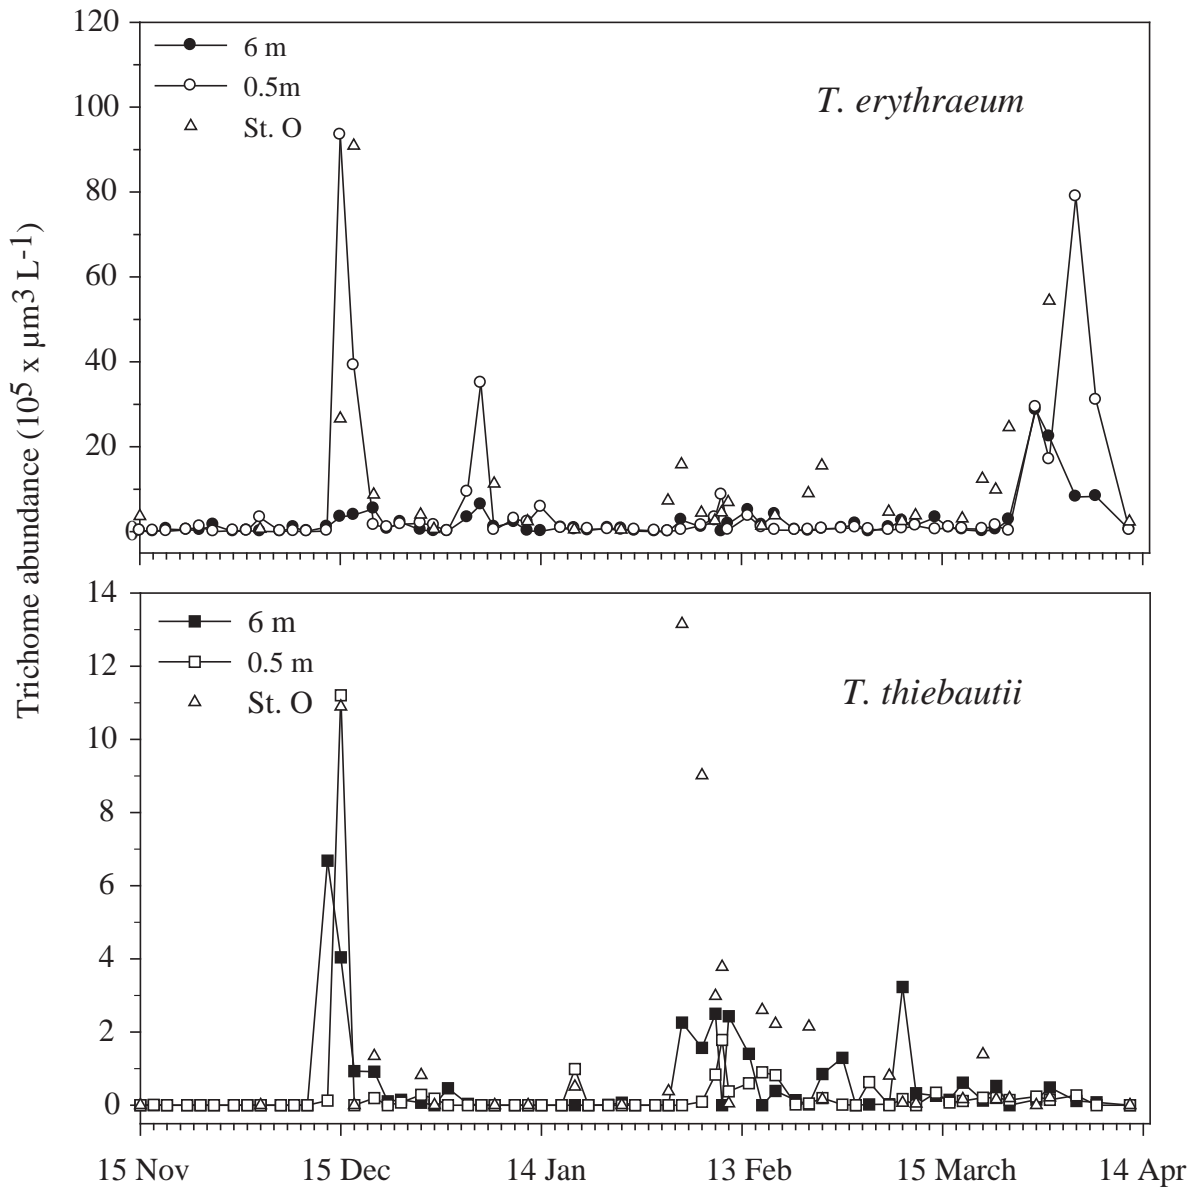 120
100
80
60
40
20
0
6 m
0.5m
St. O
T. erythraeum
Trichome abundance (10⁵ x µm³ L⁻¹)
14
12
10
8
6
4
2
0
6 m
0.5 m
St. O
T. thiebautii
15 Nov 15 Dec 14 Jan 13 Feb 15 March 14 Apr